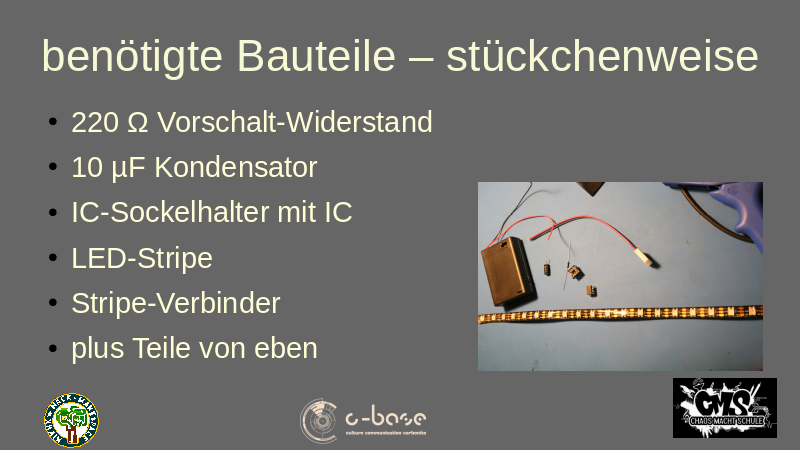 benötigte Bauteile – stückchenweise
• 220 Ω Vorschalt-Widerstand
• 10 µF Kondensator
• IC-Sockelhalter mit IC
• LED-Stripe
• Stripe-Verbinder
• plus Teile von eben
c-base
culture communication carbonite
CMS
CHAOS MACHT SCHULE